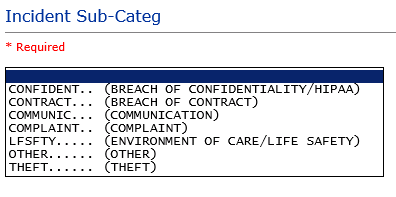 Incident Sub-Categ
* Required
CONFIDENT.. (BREACH OF CONFIDENTIALITY/HIPAA)
CONTRACT... (BREACH OF CONTRACT)
COMMUNIC... (COMMUNICATION)
COMPLAINT.. (COMPLAINT)
LFSFTY..... (ENVIRONMENT OF CARE/LIFE SAFETY)
OTHER...... (OTHER)
THEFT...... (THEFT)